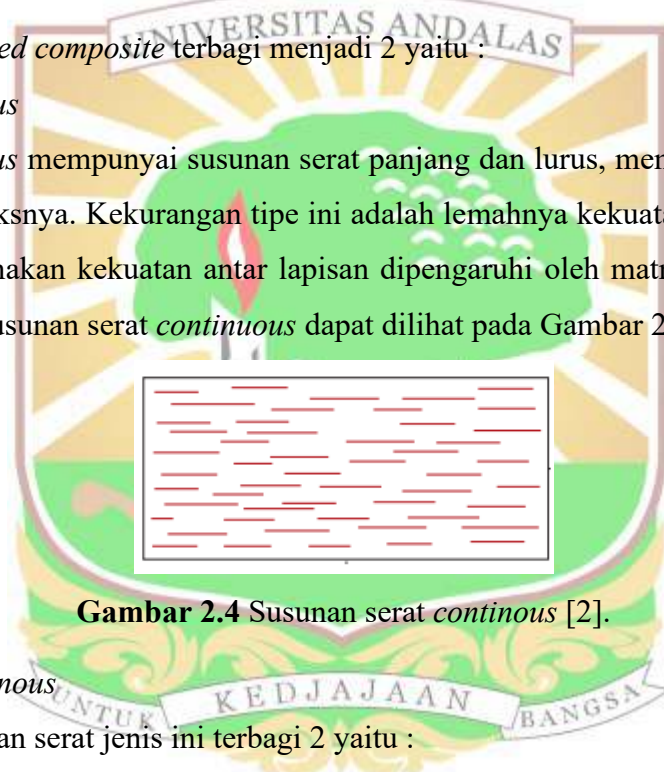 UNIVERSITAS ANDALAS
ed composite terbagi menjadi 2 yaitu :
us
us mempunyai susunan serat panjang dan lurus, men
ksnya. Kekurangan tipe ini adalah lemahnya kekuata
nakan kekuatan antar lapisan dipengaruhi oleh matr
usunan serat continuous dapat dilihat pada Gambar 2
Gambar 2.4 Susunan serat continous [2].
nous
UNTUK KEDJAJAAN BANGSA
an serat jenis ini terbagi 2 yaitu :